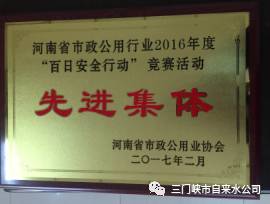 河南省市政公用行业2016年度
“百日安全行动”竞赛活动
先进集体
河南省市政公用业协会
二〇一七年二月
三门峡市自来水公司